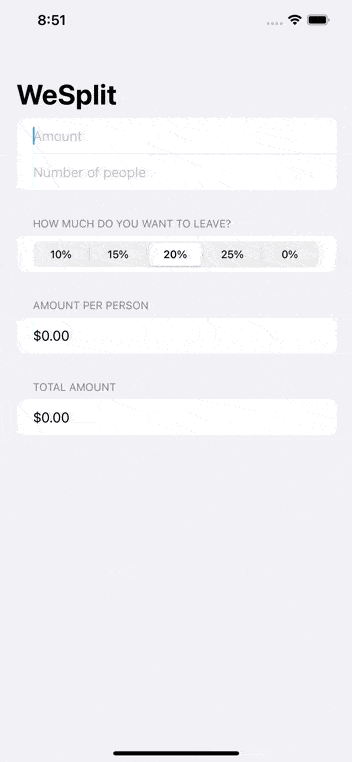 8:51
WeSplit
Amount
Number of people
HOW MUCH DO YOU WANT TO LEAVE?
10% 15% 20% 25% 0%
AMOUNT PER PERSON
$0.00
TOTAL AMOUNT
$0.00